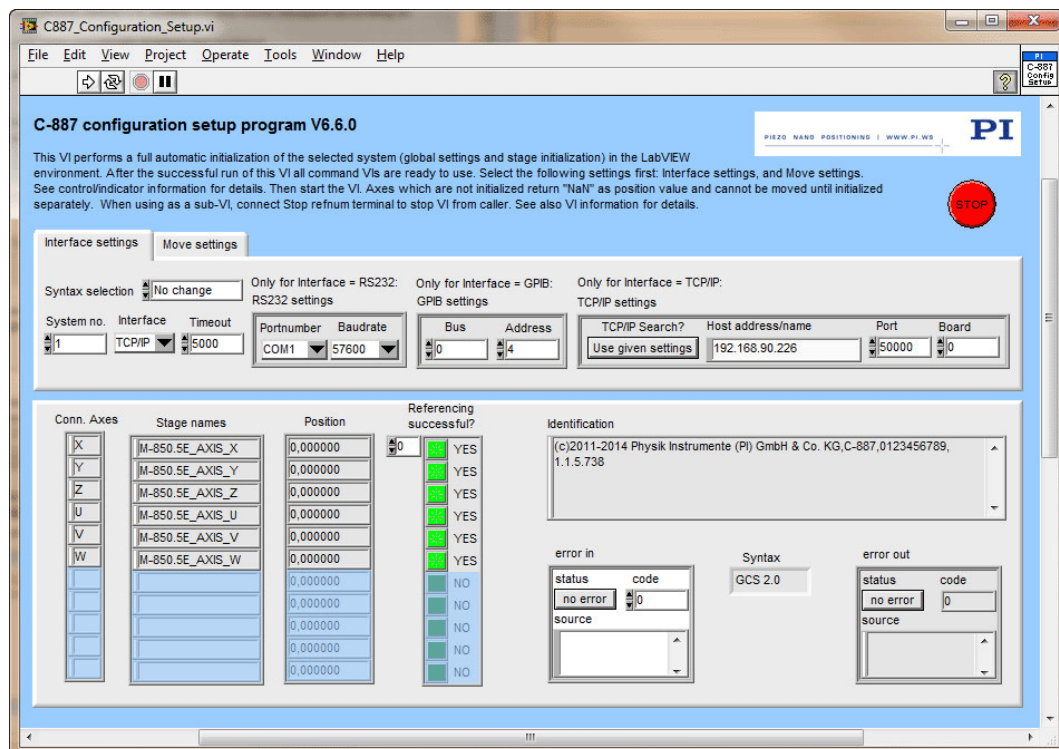 C887_Configuration_Setup.vi
File Edit View Project Operate Tools Window Help
PI
C-887
Config
Setup
C-887 configuration setup program V6.6.0
PIEZO NANO POSITIONING | WWW.PI.WS
PI
This VI performs a full automatic initialization of the selected system (global settings and stage initialization) in the LabVIEW
environment. After the successful run of this VI all command VIs are ready to use. Select the following settings first: Interface settings, and Move settings.
See control/indicator information for details. Then start the VI. Axes which are not initialized return "NaN" as position value and cannot be moved until initialized
separately. When using as a sub-VI, connect Stop refnum terminal to stop VI from caller. See also VI information for details.
STOP
Interface settings Move settings
Syntax selection No change
Only for Interface = RS232:
RS232 settings
Only for Interface = GPIB:
GPIB settings
Only for Interface = TCP/IP:
TCP/IP settings
System no. Interface Timeout
1 TCP/IP 5000
Portnumber Baudrate
COM1 57600
Bus Address
0 4
TCP/IP Search? Host address/name Port Board
Use given settings 192.168.90.226 50000 0
Conn. Axes Stage names Position Referencing
successful?
0
X M-850.5E_AXIS_X 0,000000 YES
Y M-850.5E_AXIS_Y 0,000000 YES
Z M-850.5E_AXIS_Z 0,000000 YES
U M-850.5E_AXIS_U 0,000000 YES
V M-850.5E_AXIS_V 0,000000 YES
W M-850.5E_AXIS_W 0,000000 YES
0,000000 NO
0,000000 NO
0,000000 NO
0,000000 NO
0,000000 NO
Identification
(c)2011-2014 Physik Instrumente (PI) GmbH & Co. KG,C-887,0123456789,
1.1.5.738
error in
status code
no error 0
source
Syntax
GCS 2.0
error out
status code
no error 0
source